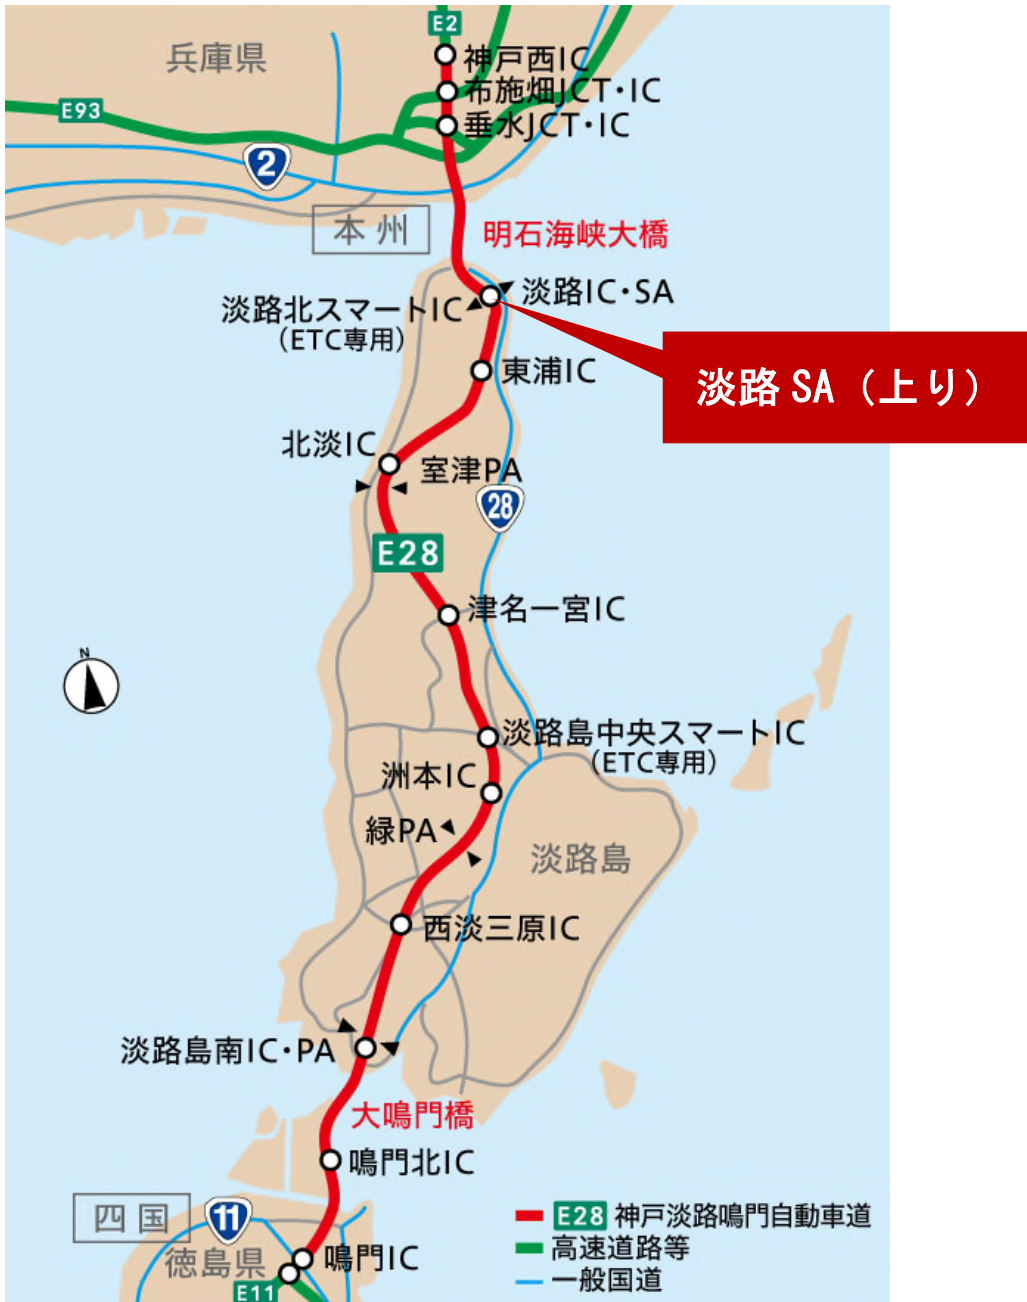 E2
神戸西IC
兵庫県
布施畑JCT・IC
E93
垂水JCT・IC
2
本州
明石海峡大橋
淡路IC・SA
淡路北スマートIC
(ETC専用)
東浦IC
淡路 SA（上り）
北淡IC
室津PA
28
E28
津名一宮IC
N
淡路島中央スマートIC
(ETC専用)
洲本IC
緑PA
淡路島
西淡三原IC
淡路島南IC・PA
大鳴門橋
鳴門北IC
四国
11
E28 神戸淡路鳴門自動車道
高速道路等
一般国道
徳島県
鳴門IC
E11